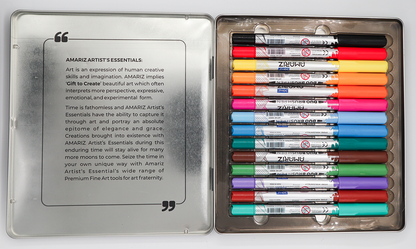 AMARIZ ARTIST'S ESSENTIALS:
Art is an expression of human creative
skills and imagination. AMARIZ implies
'Gift to Create' beautiful art which often
interprets more perspective, expressive,
emotional, and experimental form.
Time is fathomless and AMARIZ Artist's
Essentials have the ability to capture it
through art and portray an absolute
epitome of elegance and grace.
Creations brought into existence with
AMARIZ Artist's Essentials during this
enduring time will stay alive for many
more moons to come. Seize the time in
your own unique way with Amariz
Artist's Essential's wide range of
Premium Fine Art tools for art fraternity.
AMARIZ
AMARIZ
AMARIZ